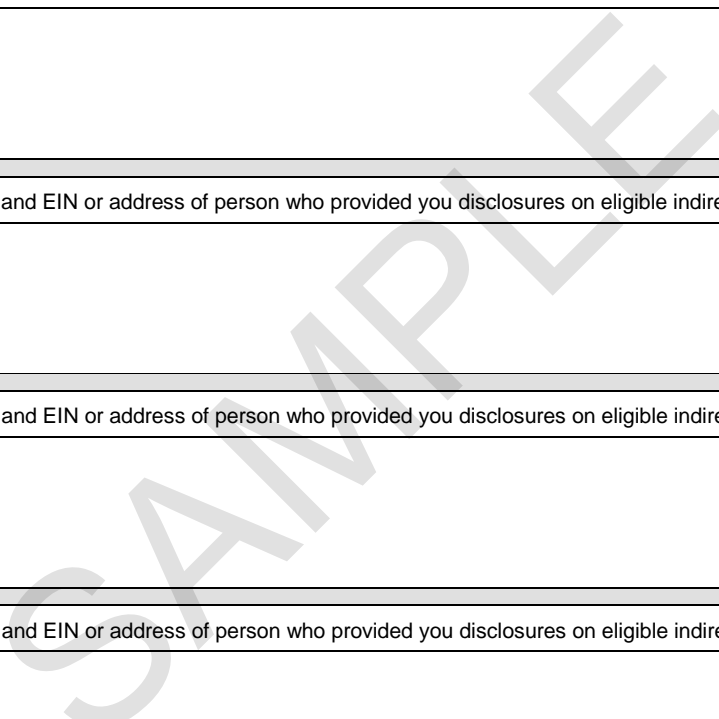 and EIN or address of person who provided you disclosures on eligible indire
and EIN or address of person who provided you disclosures on eligible indire
and EIN or address of person who provided you disclosures on eligible indire
SAMPLE